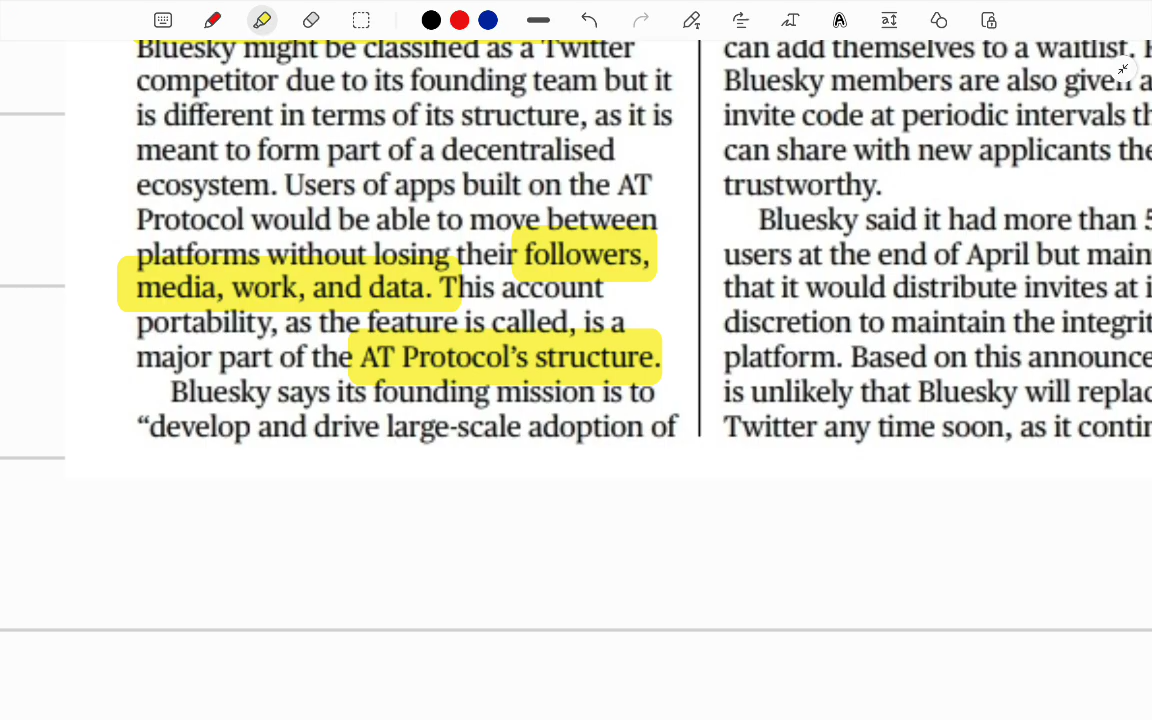 Bluesky might be classified as a Twitter
competitor due to its founding team but it
is different in terms of its structure, as it is
meant to form part of a decentralised
ecosystem. Users of apps built on the AT
Protocol would be able to move between
platforms without losing their followers,
media, work, and data. This account
portability, as the feature is called, is a
major part of the AT Protocol’s structure.
Bluesky says its founding mission is to
“develop and drive large-scale adoption of
can add themselves to a waitlist.
Bluesky members are also given a
invite code at periodic intervals th
can share with new applicants the
trustworthy.
Bluesky said it had more than 5
users at the end of April but main
that it would distribute invites at i
discretion to maintain the integrit
platform. Based on this announce
is unlikely that Bluesky will replac
Twitter any time soon, as it contin